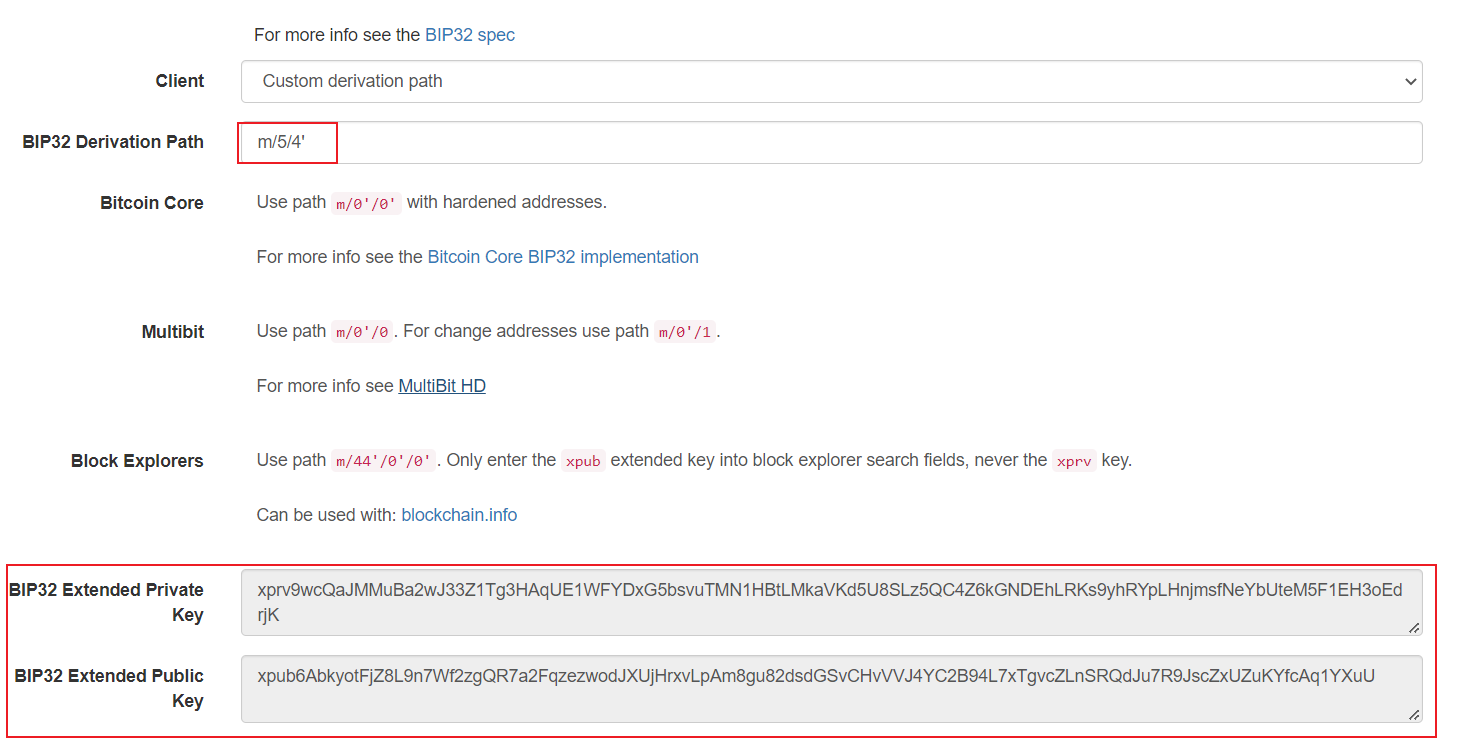 For more info see the BIP32 spec
Client
Custom derivation path
BIP32 Derivation Path
m/5/4'
Bitcoin Core
Use path m/0'/0' with hardened addresses.
For more info see the Bitcoin Core BIP32 implementation
Multibit
Use path m/0'/0 . For change addresses use path m/0'/1 .
For more info see MultiBit HD
Block Explorers
Use path m/44'/0'/0' . Only enter the xpub extended key into block explorer search fields, never the xprv key.
Can be used with: blockchain.info
BIP32 Extended Private
Key
xprv9wcQaJMMuBa2wJ33Z1Tg3HAqUE1WFYDxG5bsvuTMN1HBtLMkaVKd5U8SLz5QC4Z6kGNDEhLRKs9yhRYpLHnjmsfNeYbUteM5F1EH3oEd
rjK
BIP32 Extended Public
Key
xpub6AbkyotFjZ8L9n7Wf2zgQR7a2FqzezwodJXUjHrxvLpAm8gu82dsdGSvCHvVVJ4YC2B94L7xTgvcZLnSRQdJu7R9JscZxUZuKYfcAq1YXuU